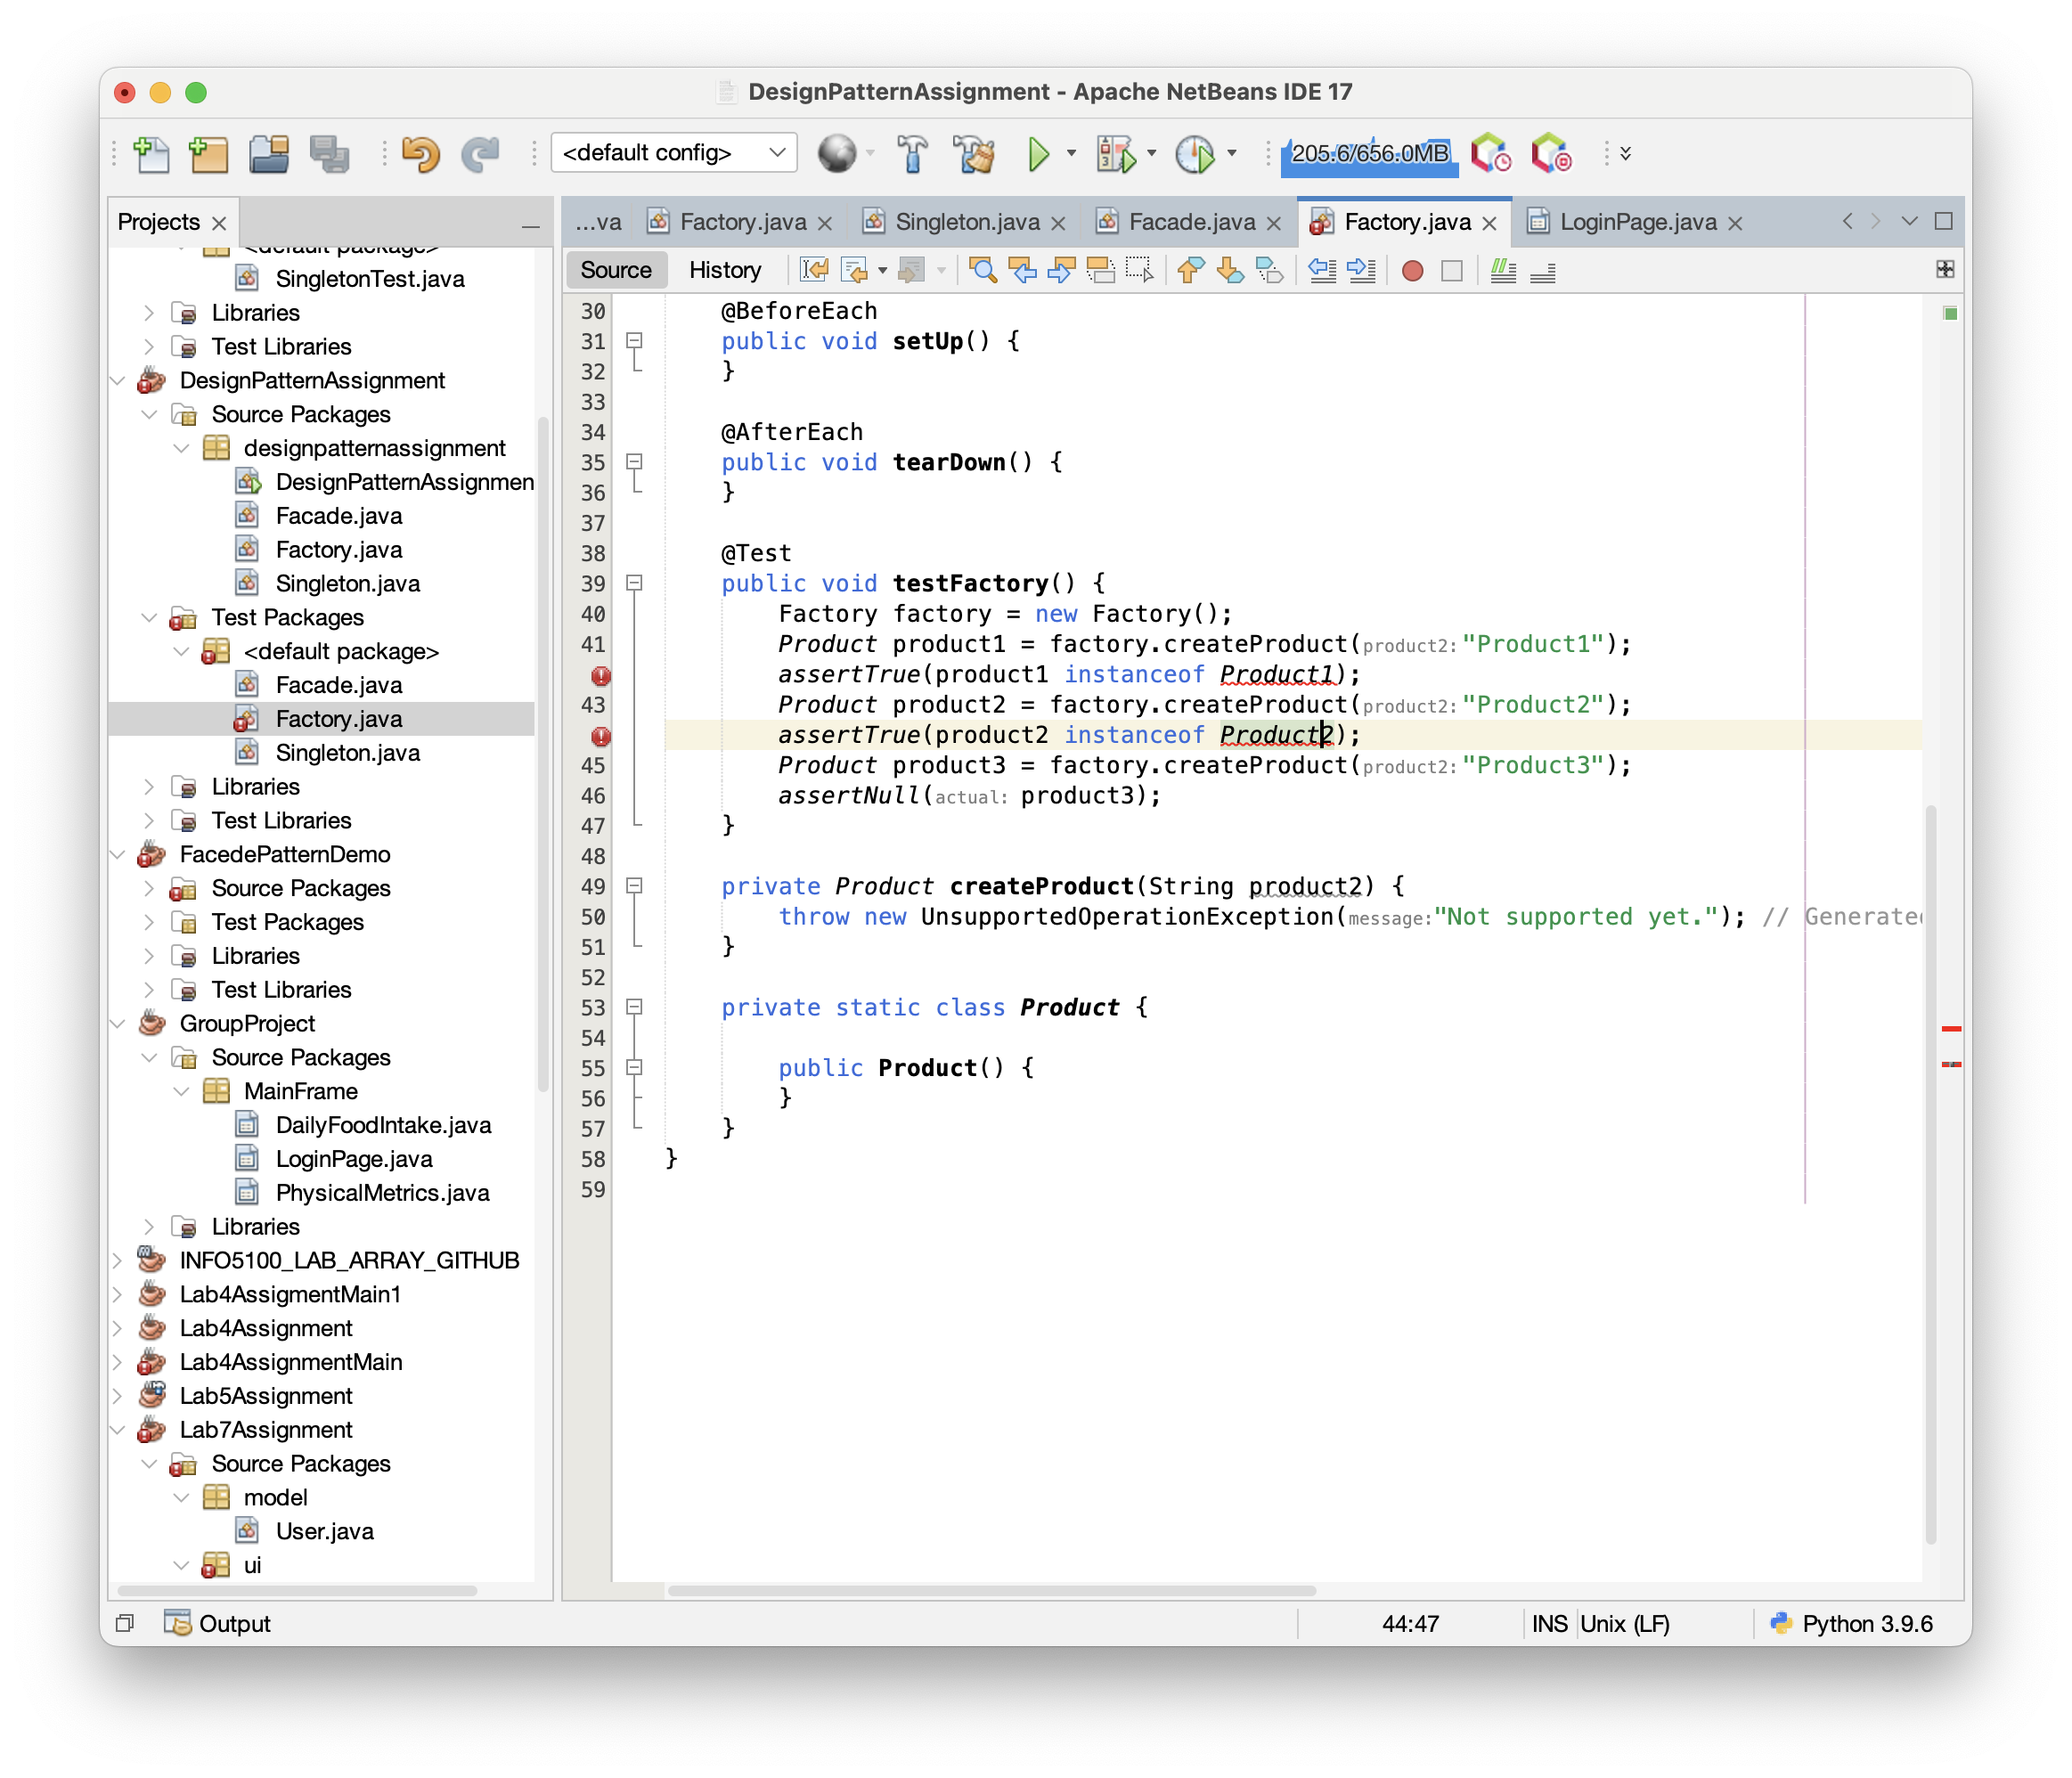 DesignPatternAssignment - Apache NetBeans IDE 17
<default config>
205.6/656.0MB
Projects
...va
Factory.java
Singleton.java
Facade.java
Factory.java
LoginPage.java
Source
History
<default package>
SingletonTest.java
Libraries
Test Libraries
DesignPatternAssignment
Source Packages
designpatternassignment
DesignPatternAssignmen
Facade.java
Factory.java
Singleton.java
Test Packages
<default package>
Facade.java
Factory.java
Singleton.java
Libraries
Test Libraries
FacedePatternDemo
Source Packages
Test Packages
Libraries
Test Libraries
GroupProject
Source Packages
MainFrame
DailyFoodIntake.java
LoginPage.java
PhysicalMetrics.java
Libraries
INFO5100_LAB_ARRAY_GITHUB
Lab4AssigmentMain1
Lab4Assignment
Lab4AssignmentMain
Lab5Assignment
Lab7Assignment
Source Packages
model
User.java
ui
30 @BeforeEach
31 public void setUp() {
32 }
33
34 @AfterEach
35 public void tearDown() {
36 }
37
38 @Test
39 public void testFactory() {
40 Factory factory = new Factory();
41 Product product1 = factory.createProduct(product2:"Product1");
assertTrue(product1 instanceof Product1);
43 Product product2 = factory.createProduct(product2:"Product2");
assertTrue(product2 instanceof Product2);
45 Product product3 = factory.createProduct(product2:"Product3");
46 assertNull(actual: product3);
47 }
48
49 private Product createProduct(String product2) {
50 throw new UnsupportedOperationException(message:"Not supported yet."); // Generated
51 }
52
53 private static class Product {
54
55 public Product() {
56 }
57 }
58 }
59
Output
44:47
INS
Unix (LF)
Python 3.9.6